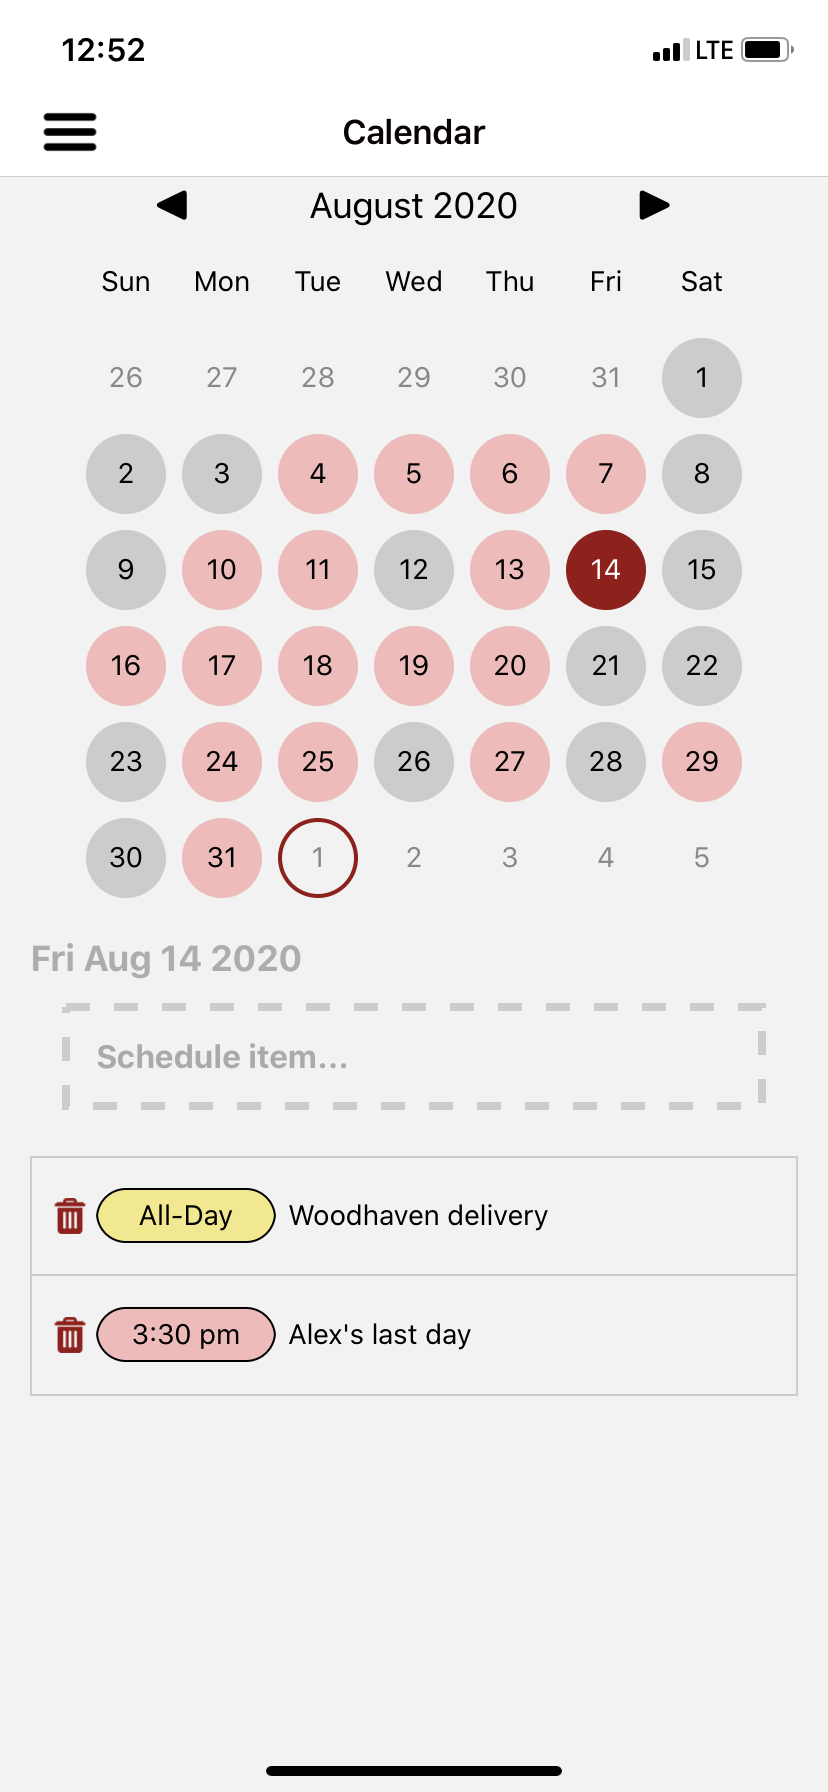 12:52 LTE
Calendar
August 2020
Sun Mon Tue Wed Thu Fri Sat
26 27 28 29 30 31 1
2 3 4 5 6 7 8
9 10 11 12 13 14 15
16 17 18 19 20 21 22
23 24 25 26 27 28 29
30 31 1 2 3 4 5
Fri Aug 14 2020
Schedule item...
All-Day Woodhaven delivery
3:30 pm Alex's last day